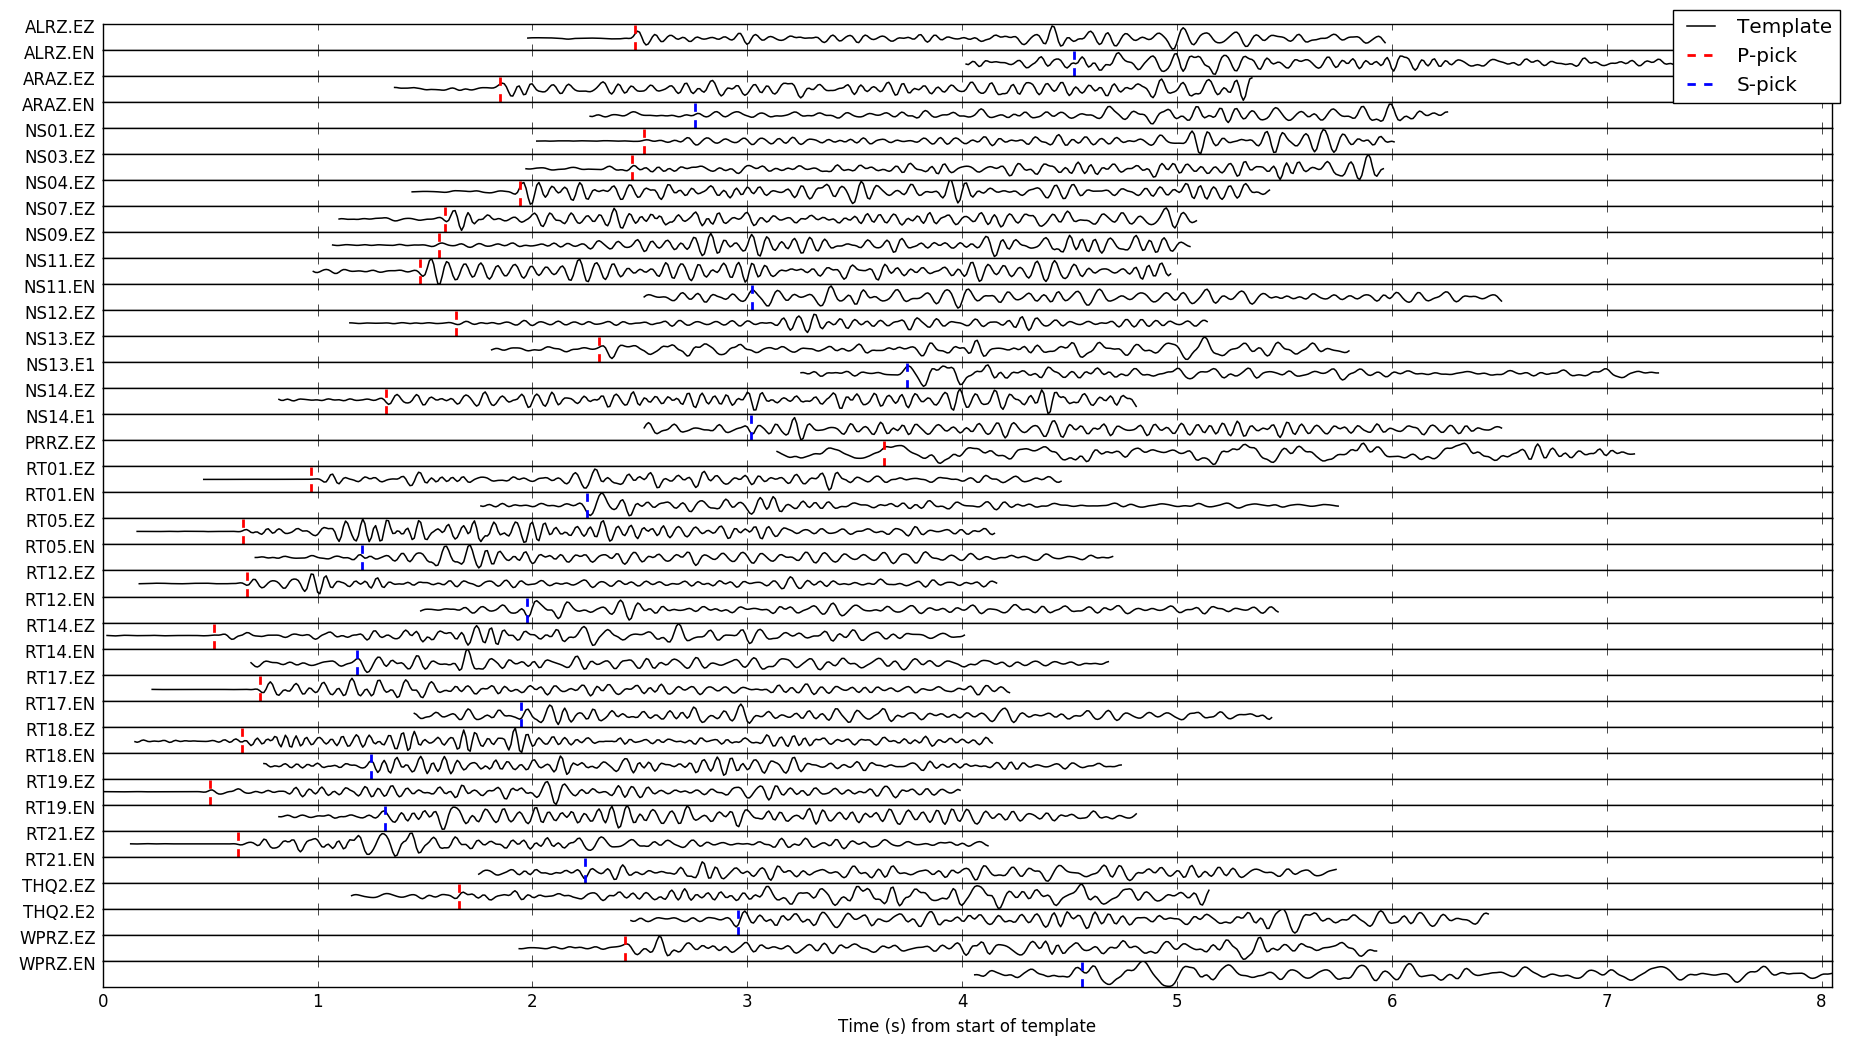 ALRZ.EZ
ALRZ.EN
ARAZ.EZ
ARAZ.EN
NS01.EZ
NS03.EZ
NS04.EZ
NS07.EZ
NS09.EZ
NS11.EZ
NS11.EN
NS12.EZ
NS13.EZ
NS13.E1
NS14.EZ
NS14.E1
PRRZ.EZ
RT01.EZ
RT01.EN
RT05.EZ
RT05.EN
RT12.EZ
RT12.EN
RT14.EZ
RT14.EN
RT17.EZ
RT17.EN
RT18.EZ
RT18.EN
RT19.EZ
RT19.EN
RT21.EZ
RT21.EN
THQ2.EZ
THQ2.E2
WPRZ.EZ
WPRZ.EN
Template
P-pick
S-pick
0 1 2 3 4 5 6 7 8
Time (s) from start of template